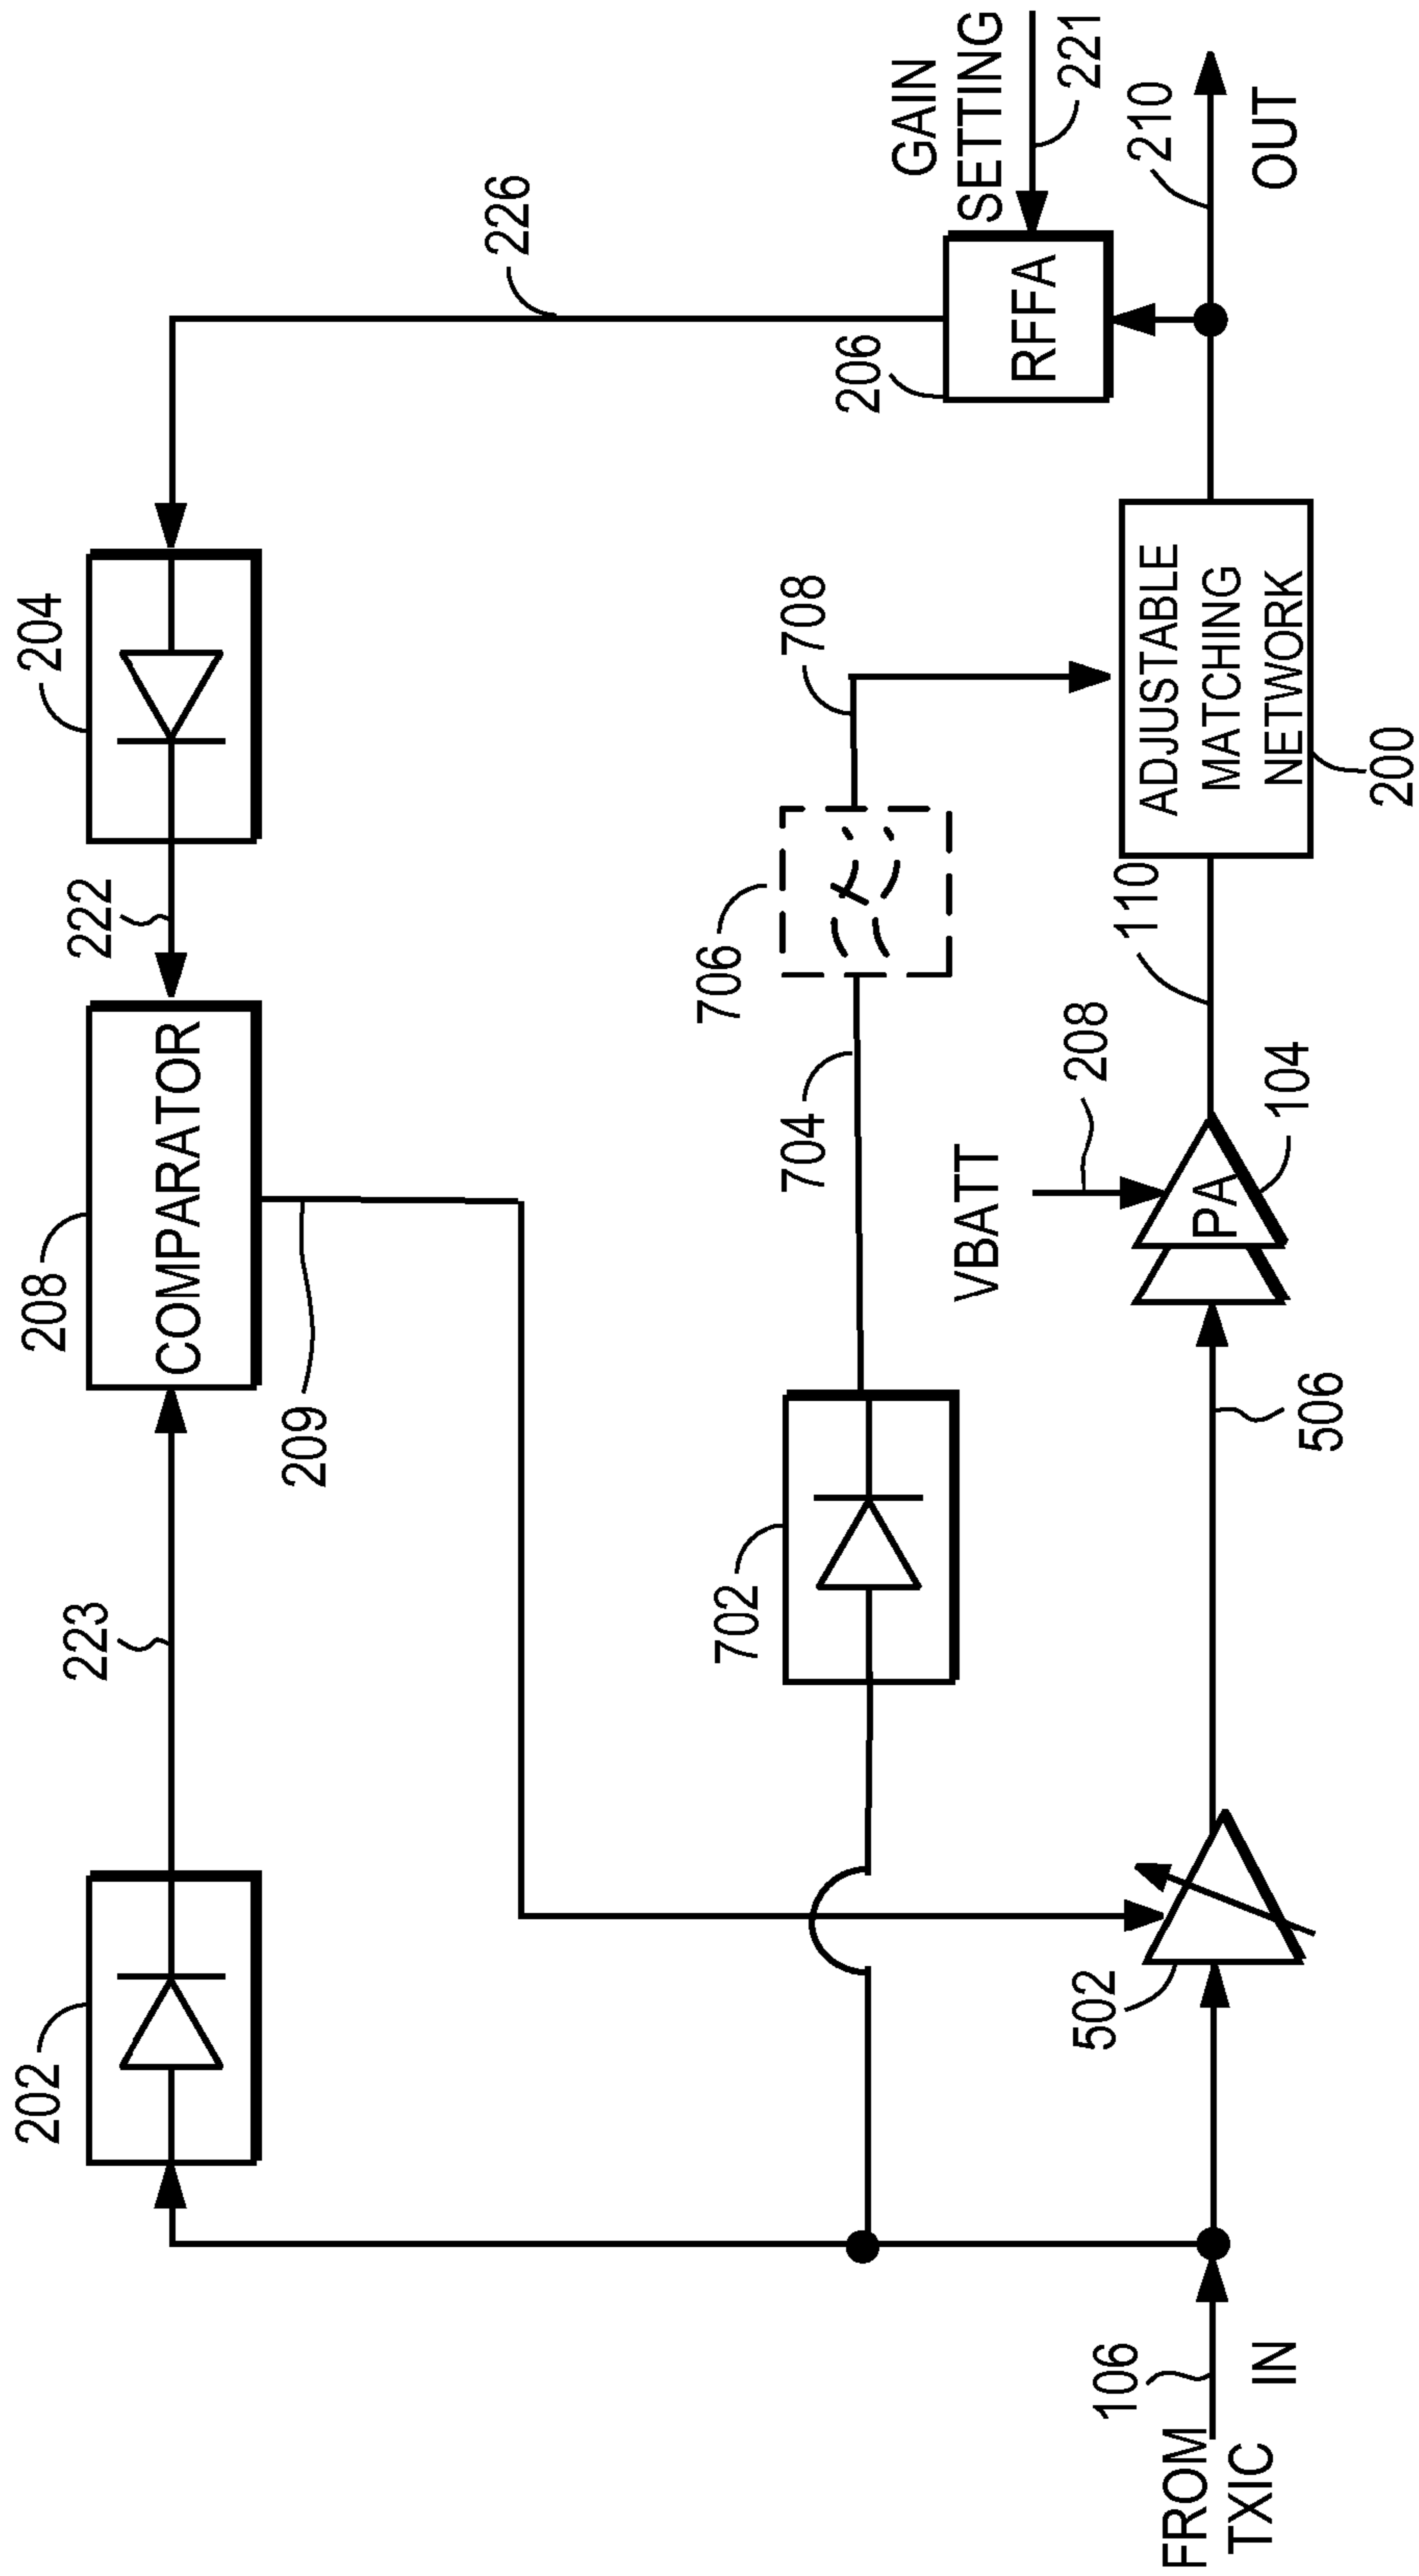 202
223
208
COMPARATOR
222
204
209
226
702
704
706
708
206
RFFA
GAIN
SETTING
221
FROM
TXIC
106
IN
502
506
VBATT
208
PA
104
110
ADJUSTABLE
MATCHING
NETWORK
200
210
OUT